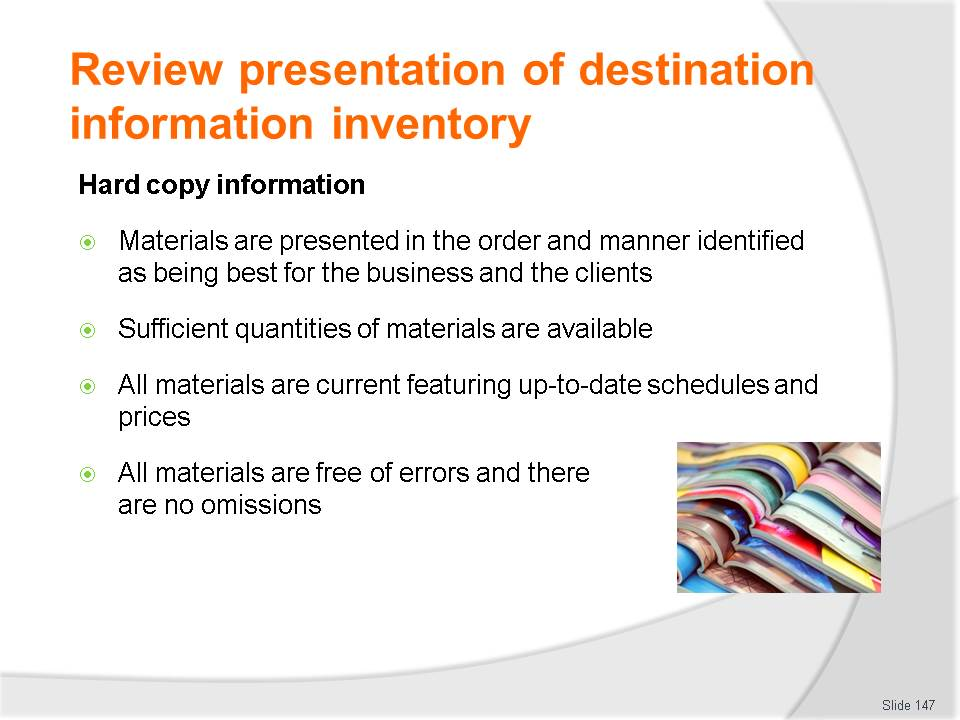 Review presentation of destination
information inventory
Hard copy information
Materials are presented in the order and manner identified
as being best for the business and the clients
Sufficient quantities of materials are available
All materials are current featuring up-to-date schedules and
prices
All materials are free of errors and there
are no omissions
Slide 147